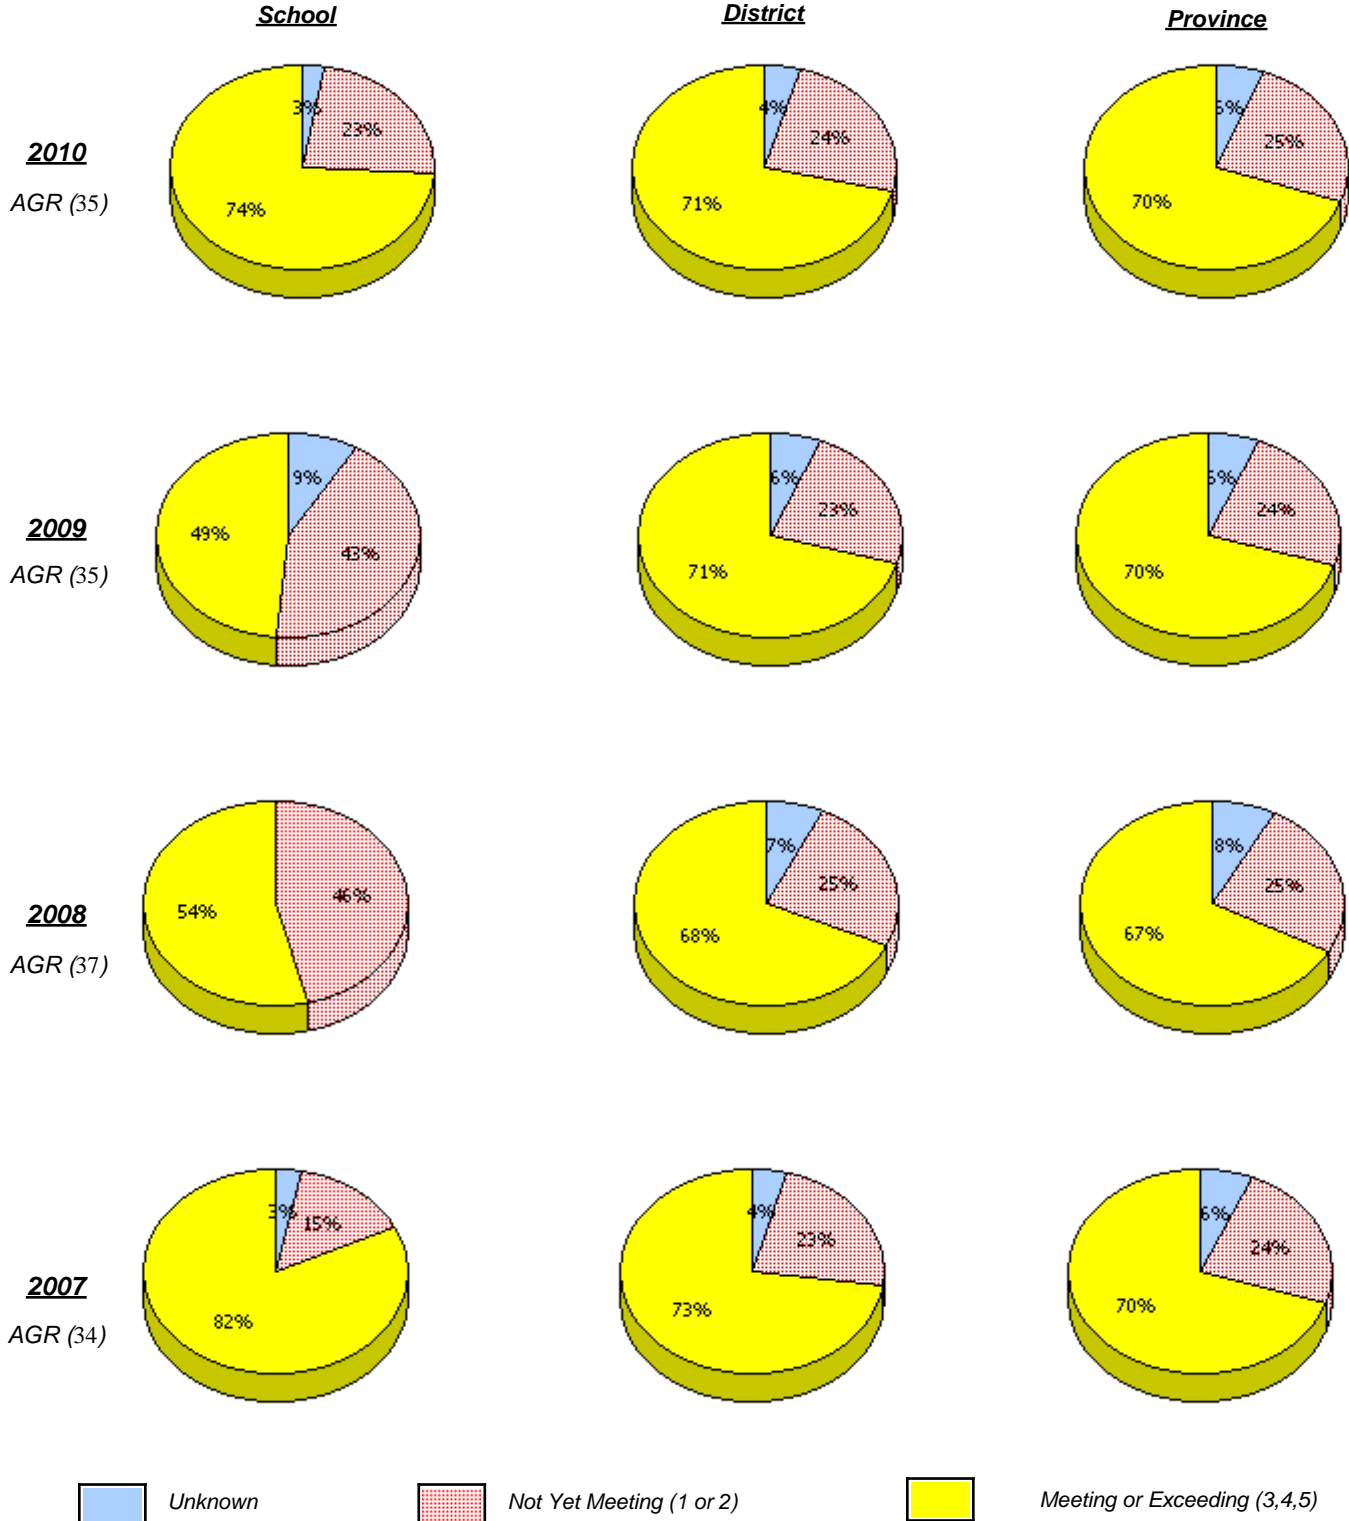 School District Province
3% 4%
23% 24% 25%
2010
AGR (35)
74% 71% 70%
9% 6%
23% 24%
2009
49% 43%
AGR (35)
71% 70%
7% 8%
46% 25% 25%
2008
54% 68% 67%
AGR (37)
3% 4% 6%
15% 23% 24%
2007
82% 73% 70%
AGR (34)
Unknown Not Yet Meeting (1 or 2) Meeting or Exceeding (3,4,5)